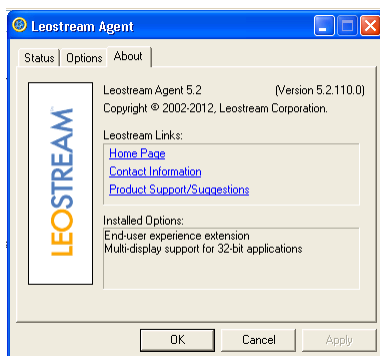 Leostream Agent
Status Options About
Leostream Agent 5.2 (Version 5.2.110.0)
Copyright © 2002-2012, Leostream Corporation.
LEOSTREAM
Leostream Links:
Home Page
Contact Information
Product Support/Suggestions
Installed Options:
End-user experience extension
Multi-display support for 32-bit applications
OK Cancel Apply